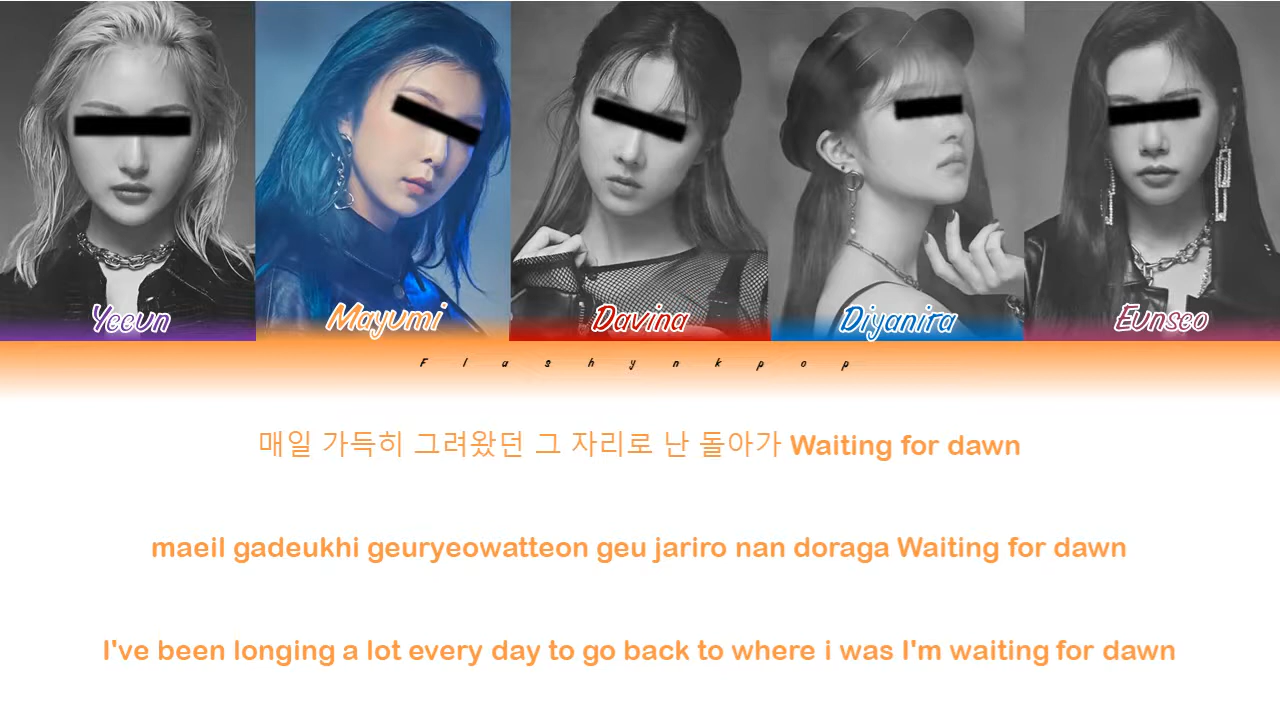 Yeeun
Mayumi
Davina
Diyanira
Eunseo
Flashynkpop
매일 가득히 그려왔던 그 자리로 난 돌아가 Waiting for dawn
maeil gadeukhi geuryeowatteon geu jariro nan doraga Waiting for dawn
I've been longing a lot every day to go back to where i was I'm waiting for dawn